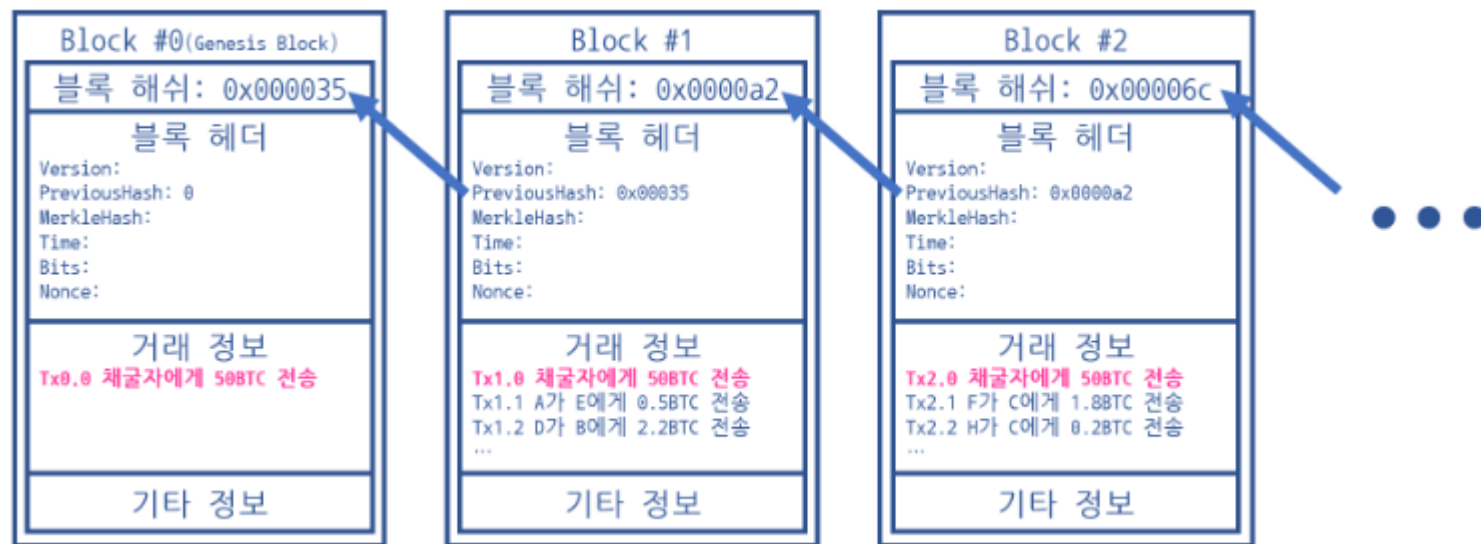 Block #0(Genesis Block)
블록 해쉬: 0x000035
블록 헤더
Version:
PreviousHash: 0
MerkleHash:
Time:
Bits:
Nonce:
거래 정보
Tx0.0 채굴자에게 50BTC 전송
기타 정보
Block #1
블록 해쉬: 0x0000a2
블록 헤더
Version:
PreviousHash: 0x00035
MerkleHash:
Time:
Bits:
Nonce:
거래 정보
Tx1.0 채굴자에게 50BTC 전송
Tx1.1 A가 E에게 0.5BTC 전송
Tx1.2 D가 B에게 2.2BTC 전송
...
기타 정보
Block #2
블록 해쉬: 0x00006c
블록 헤더
Version:
PreviousHash: 0x0000a2
MerkleHash:
Time:
Bits:
Nonce:
거래 정보
Tx2.0 채굴자에게 50BTC 전송
Tx2.1 F가 C에게 1.8BTC 전송
Tx2.2 H가 C에게 0.2BTC 전송
...
기타 정보